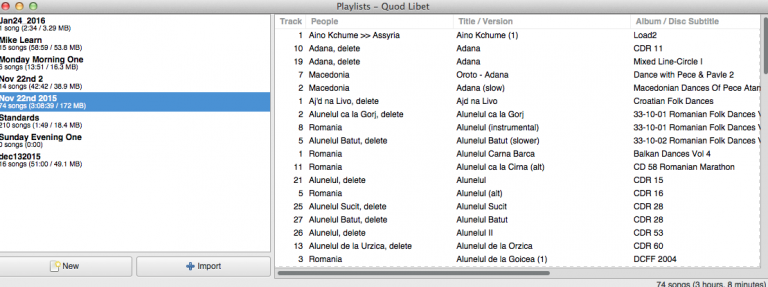 Playlists – Quod Libet
Jan24_2016
1 song (2:34 / 3.29 MB)
Mike Learn
15 songs (58:59 / 53.8 MB)
Monday Morning One
6 songs (13:51 / 16.3 MB)
Nov 22nd 2
14 songs (42:42 / 38.9 MB)
Nov 22nd 2015
74 songs (3:08:39 / 172 MB)
Standards
210 songs (1:49 / 18.4 MB)
Sunday Evening One
0 songs (0:00)
dec132015
16 songs (51:00 / 49.1 MB)
New
Import
Track People Title / Version Album / Disc Subtitle
1 Aino Kchume >> Assyria Aino Kchume (1) Load2
10 Adana, delete Adana CDR 11
19 Adana, delete Adana Mixed Line-Circle I
7 Macedonia Oroto - Adana Dance with Pece & Pavle 2
2 Macedonia Adana (slow) Macedonian Dances Of Pece Atan
1 Ajd na Livo, delete Ajd na Livo Croatian Folk Dances
2 Alunelul ca la Gorj, delete Alunelul ca la Gorj 33-10-01 Romanian Folk Dances V
8 Romania Alunelul (instrumental) 33-10-01 Romanian Folk Dances V
5 Alunelul Batut, delete Alunelul Batut (slower) 33-10-02 Romanian Folk Dances V
1 Romania Alunelul Carna Barca Balkan Dances Vol 4
11 Romania Alunelul ca la Cirna (alt) CD 58 Romanian Marathon
21 Alunelul, delete Alunelul CDR 15
5 Romania Alunelul (alt) CDR 16
25 Alunelul Sucit, delete Alunelul Sucit CDR 28
27 Alunelul Batut, delete Alunelul Batut CDR 28
26 Alunelul, delete Alunelul II CDR 53
13 Alunelul de la Urzica, delete Alunelul de la Orzica CDR 60
3 Romania Alunelul de la Goicea (1) DCFF 2004
74 songs (3 hours, 8 minutes)